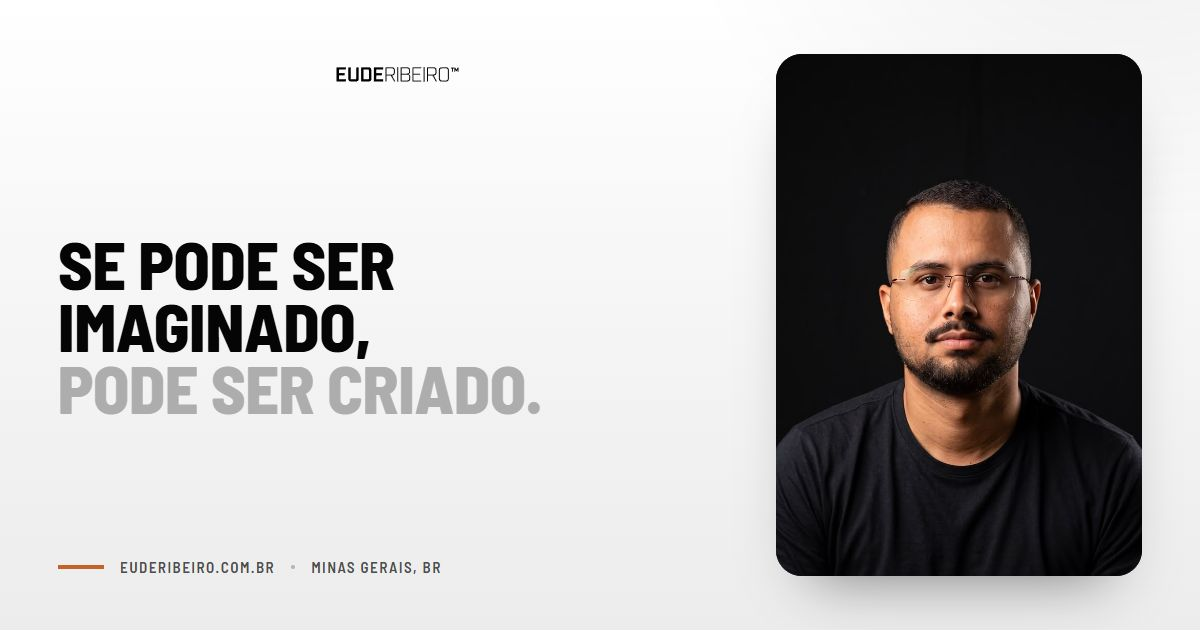 EUDERIBEIRO™
SE PODE SER
IMAGINADO,
PODE SER CRIADO.
EUDERIBEIRO.COM.BR • MINAS GERAIS, BR